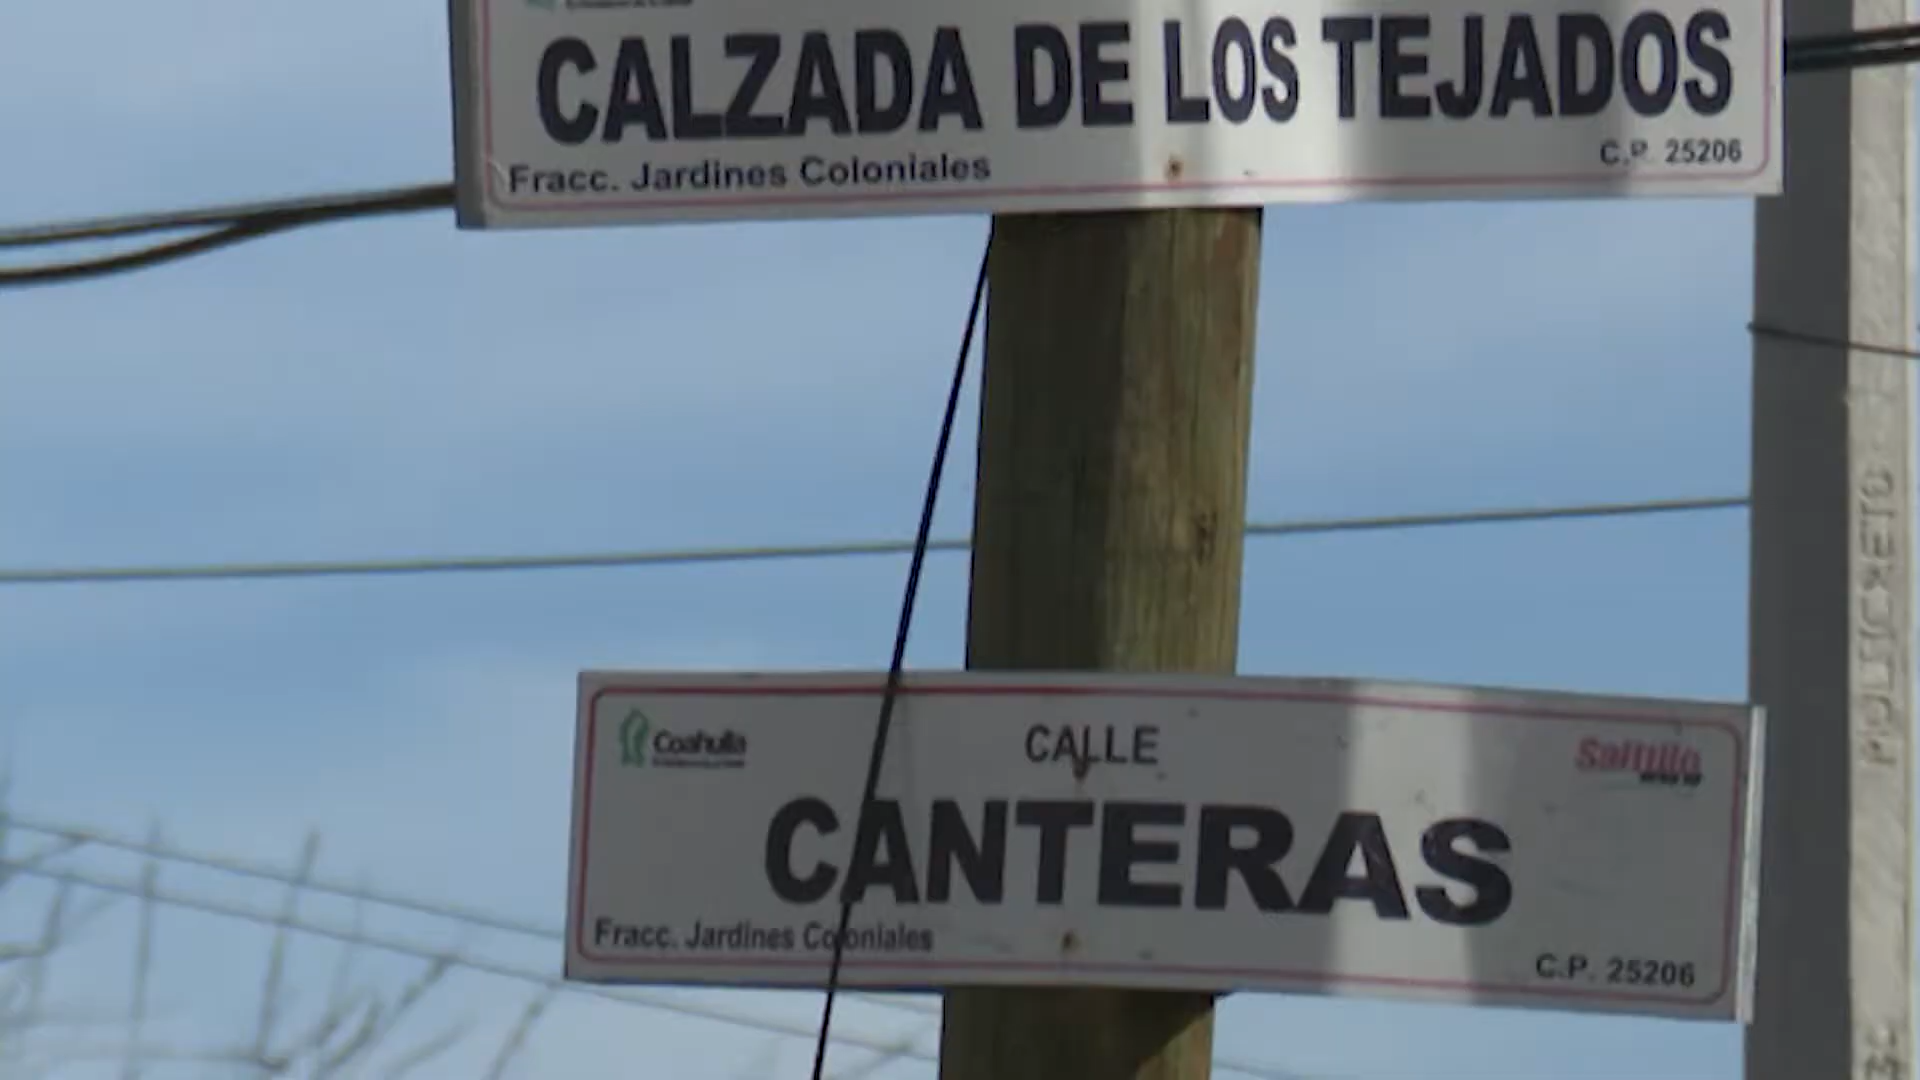 CALZADA DE LOS TEJADOS
Fracc. Jardines Coloniales
C.P. 25206
Coahuila
CALLE
Saltillo
CANTERAS
Fracc. Jardines Coloniales
C.P. 25206